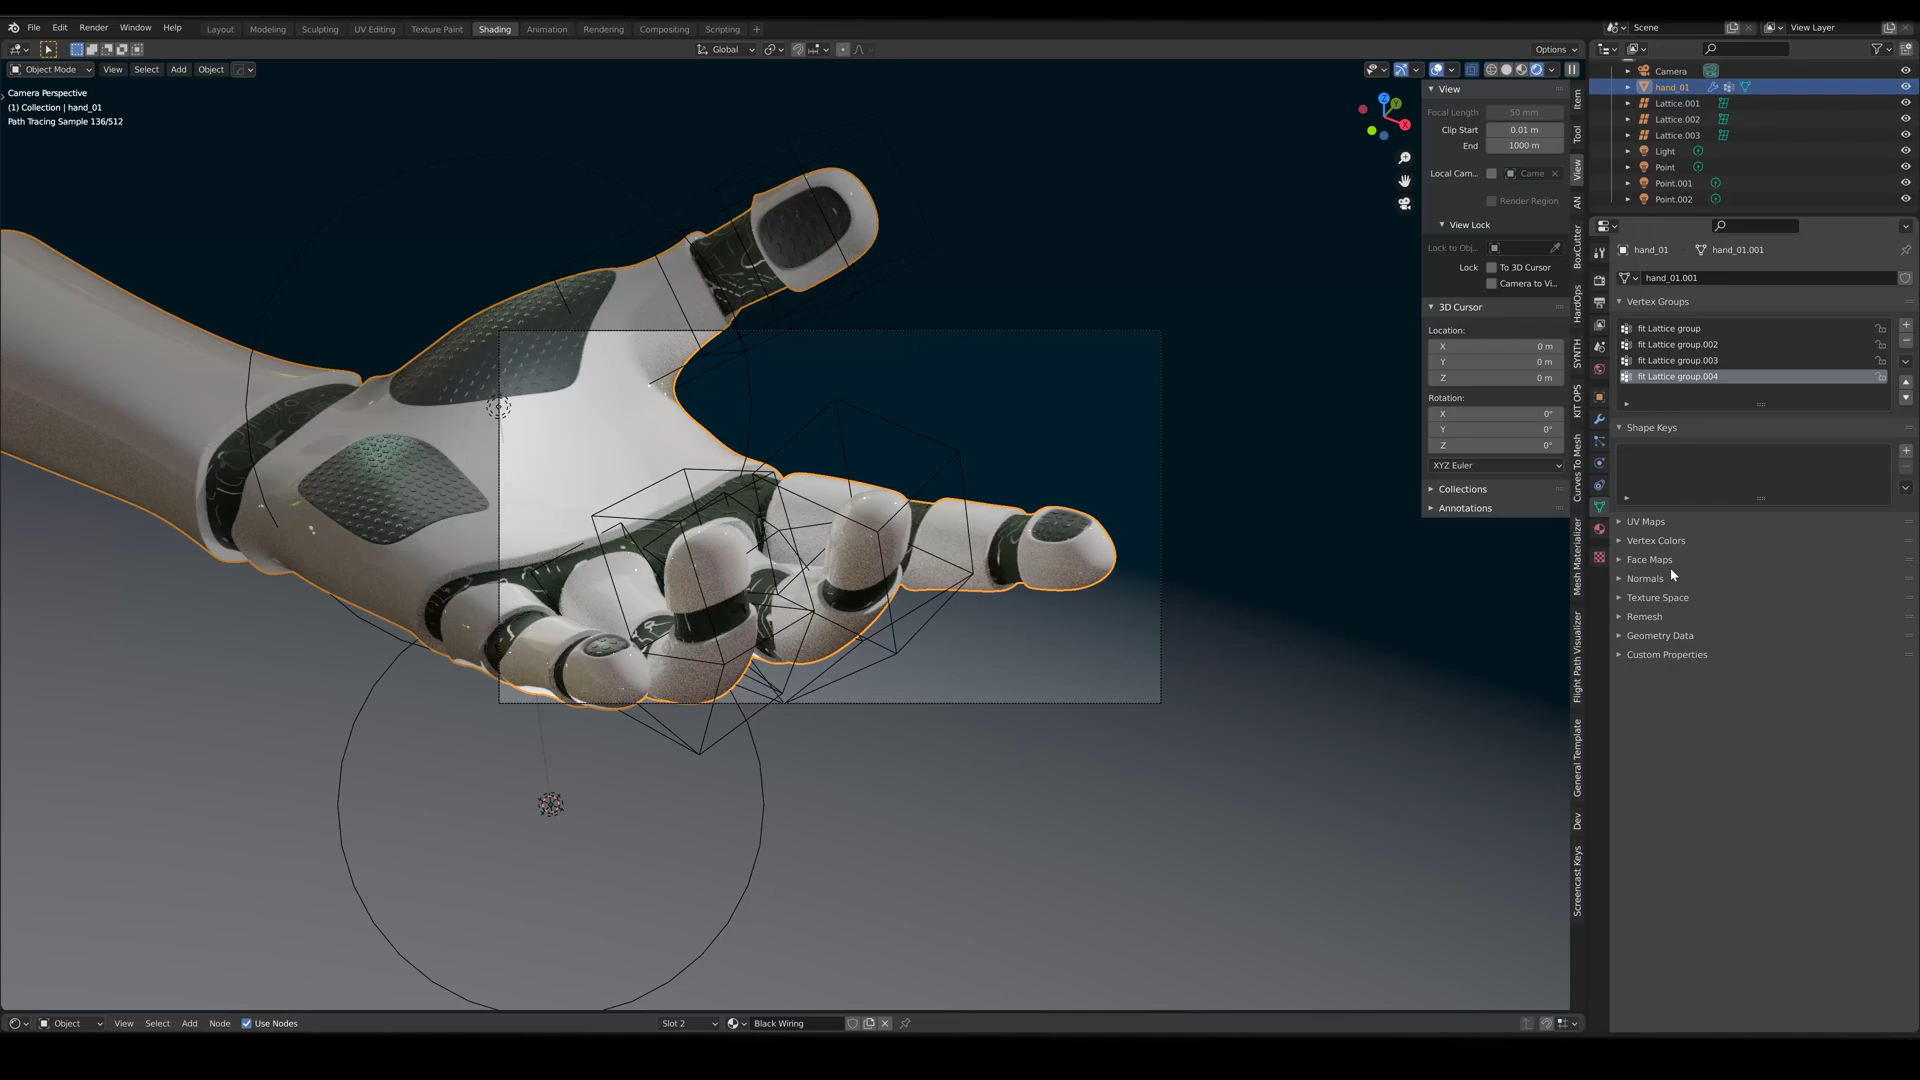 File Edit Render Window Help Layout Modeling Sculpting UV Editing Texture Paint Shading Animation Rendering Compositing Scripting + Scene View Layer
Global Options
Object Mode View Select Add Object
Camera Perspective
(1) Collection | hand_01
Path Tracing Sample 136/512
Z
Y
X
View
Focal Length 50 mm
Clip Start 0.01 m
End 1000 m
Local Cam... Came
Render Region
View Lock
Lock to Obj...
Lock To 3D Cursor
Camera to Vi...
3D Cursor
Location:
X 0 m
Y 0 m
Z 0 m
Rotation:
X 0°
Y 0°
Z 0°
XYZ Euler
Collections
Annotations
Item
Tool
View
AN
BoxCutter
HardOps
SYNTH
KIT OPS
Curves To Mesh
Mesh Materializer
Flight Path Visualizer
General Template
Dev
Screencast Keys
Camera
hand_01
Lattice.001
Lattice.002
Lattice.003
Light
Point
Point.001
Point.002
hand_01 hand_01.001
hand_01.001
Vertex Groups
fit Lattice group
fit Lattice group.002
fit Lattice group.003
fit Lattice group.004
Shape Keys
UV Maps
Vertex Colors
Face Maps
Normals
Texture Space
Remesh
Geometry Data
Custom Properties
Object View Select Add Node Use Nodes Slot 2 Black Wiring